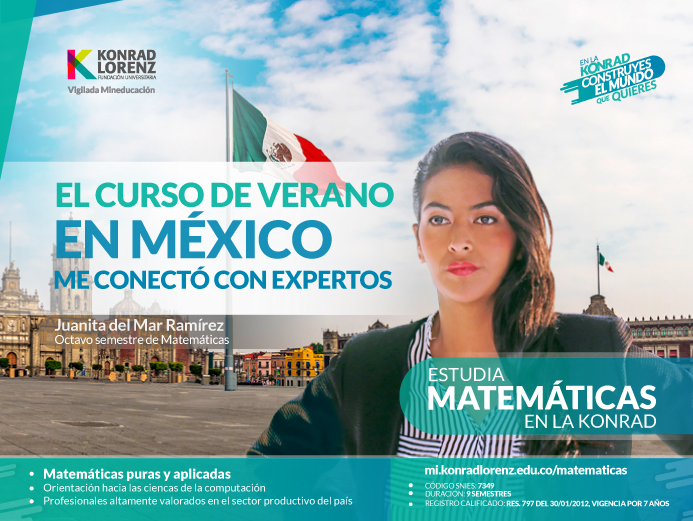 KONRAD
LORENZ
FUNDACIÓN UNIVERSITARIA
Vigilada Mineducación
EN LA
KONRAD
CONSTRUYES
EL MUNDO
QUE QUIERES
EL CURSO DE VERANO
EN MÉXICO
ME CONECTÓ CON EXPERTOS
Juanita del Mar Ramírez
Octavo semestre de Matemáticas
ESTUDIA
MATEMÁTICAS
EN LA KONRAD
• Matemáticas puras y aplicadas
• Orientación hacia las ciencias de la computación
• Profesionales altamente valorados en el sector productivo del país
mi.konradlorenz.edu.co/matematicas
• CÓDIGO SNIES: 7349
• DURACIÓN: 9 SEMESTRES
• REGISTRO CALIFICADO: RES. 797 DEL 30/01/2012, VIGENCIA POR 7 AÑOS